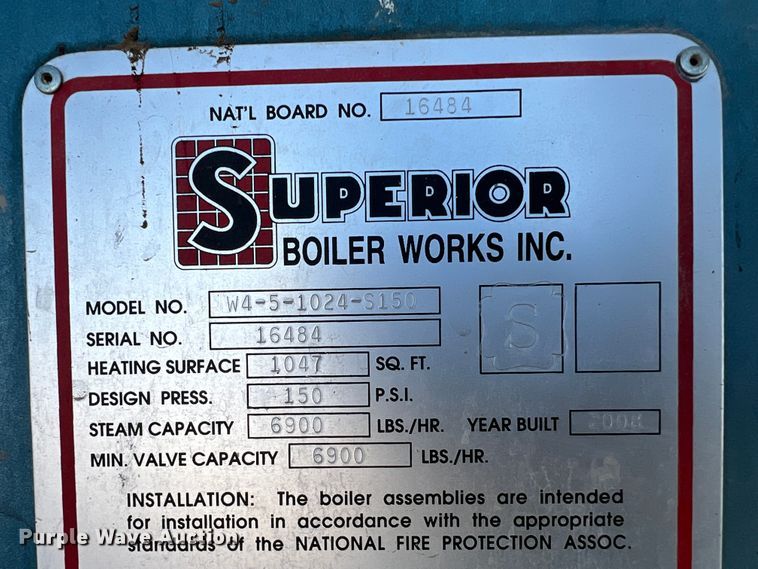 NAT'L BOARD NO. 16484
SUPERIOR
BOILER WORKS INC.
MODEL NO. W4-5-1024-S150
SERIAL NO. 16484
S
HEATING SURFACE 1047 SQ. FT.
DESIGN PRESS. 150 P.S.I.
STEAM CAPACITY 6900 LBS./HR. YEAR BUILT 2008
MIN. VALVE CAPACITY 6900 LBS./HR.
INSTALLATION: The boiler assemblies are intended
for installation in accordance with the appropriate
standards of the NATIONAL FIRE PROTECTION ASSOC.
Purple Wave Auction